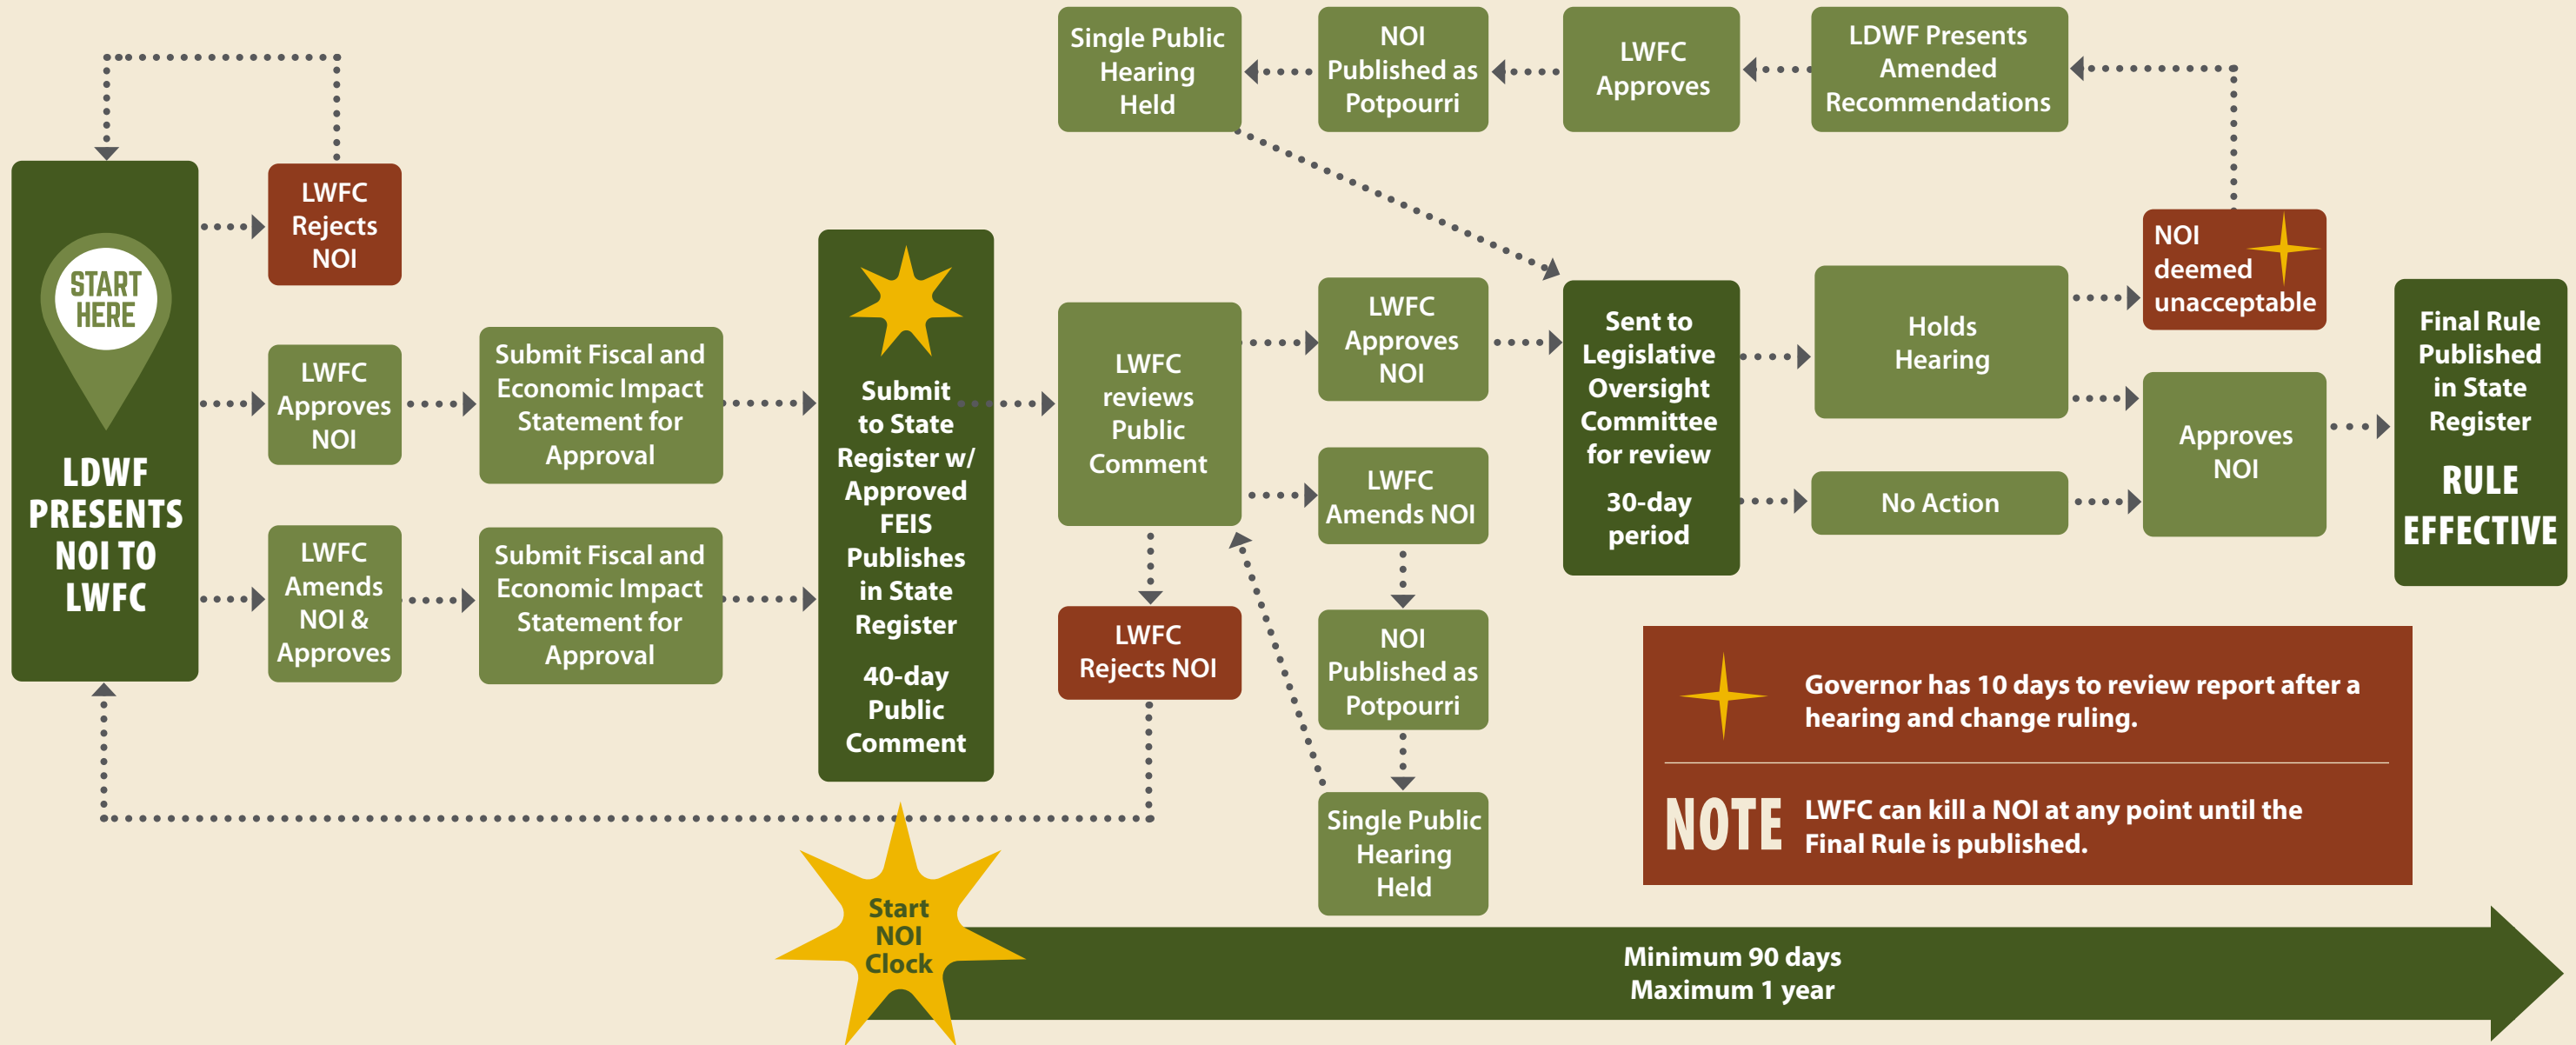 START
HERE
LDWF
PRESENTS
NOI TO
LWFC
LWFC
Rejects
NOI
LWFC
Approves
NOI
LWFC
Amends
NOI &
Approves
Submit Fiscal and
Economic Impact
Statement for
Approval
Submit Fiscal and
Economic Impact
Statement for
Approval
Submit
to State
Register w/
Approved
FEIS
Publishes
in State
Register
40-day
Public
Comment
LWFC
reviews
Public
Comment
LWFC
Rejects NOI
LWFC
Approves
NOI
LWFC
Amends NOI
NOI
Published as
Potpourri
Single Public
Hearing
Held
Sent to
Legislative
Oversight
Committee
for review
30-day
period
Holds
Hearing
No Action
NOI
deemed
unacceptable
Approves
NOI
LDWF Presents
Amended
Recommendations
LWFC
Approves
NOI
Published as
Potpourri
Single Public
Hearing
Held
Final Rule
Published
in State
Register
RULE
EFFECTIVE
Governor has 10 days to review report after a
hearing and change ruling.
NOTE
LWFC can kill a NOI at any point until the
Final Rule is published.
Start
NOI
Clock
Minimum 90 days
Maximum 1 year